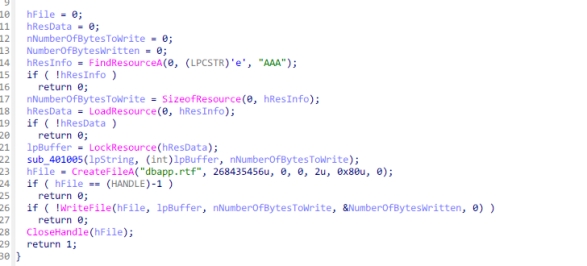 9
10 hFile = 0;
11 hResData = 0;
12 nNumberOfBytesToWrite = 0;
13 NumberOfBytesWritten = 0;
14 hResInfo = FindResourceA(0, (LPCSTR)'e', "AAA");
15 if ( !hResInfo )
16 return 0;
17 nNumberOfBytesToWrite = SizeofResource(0, hResInfo);
18 hResData = LoadResource(0, hResInfo);
19 if ( !hResData )
20 return 0;
21 lpBuffer = LockResource(hResData);
22 sub_401005(lpString, (int)lpBuffer, nNumberOfBytesToWrite);
23 hFile = CreateFileA("dbapp.rtf", 268435456u, 0, 0, 2u, 0x80u, 0);
24 if ( hFile == (HANDLE)-1 )
25 return 0;
26 if ( !WriteFile(hFile, lpBuffer, nNumberOfBytesToWrite, &NumberOfBytesWritten, 0) )
27 return 0;
28 CloseHandle(hFile);
29 return 1;
30 }